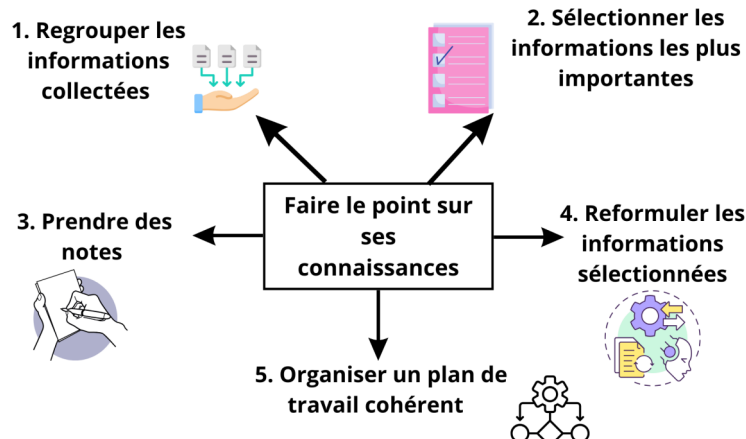 1. Regrouper les
informations
collectées
2. Sélectionner les
informations les plus
importantes
Faire le point sur
ses
connaissances
3. Prendre des
notes
4. Reformuler les
informations
sélectionnées
5. Organiser un plan de
travail cohérent